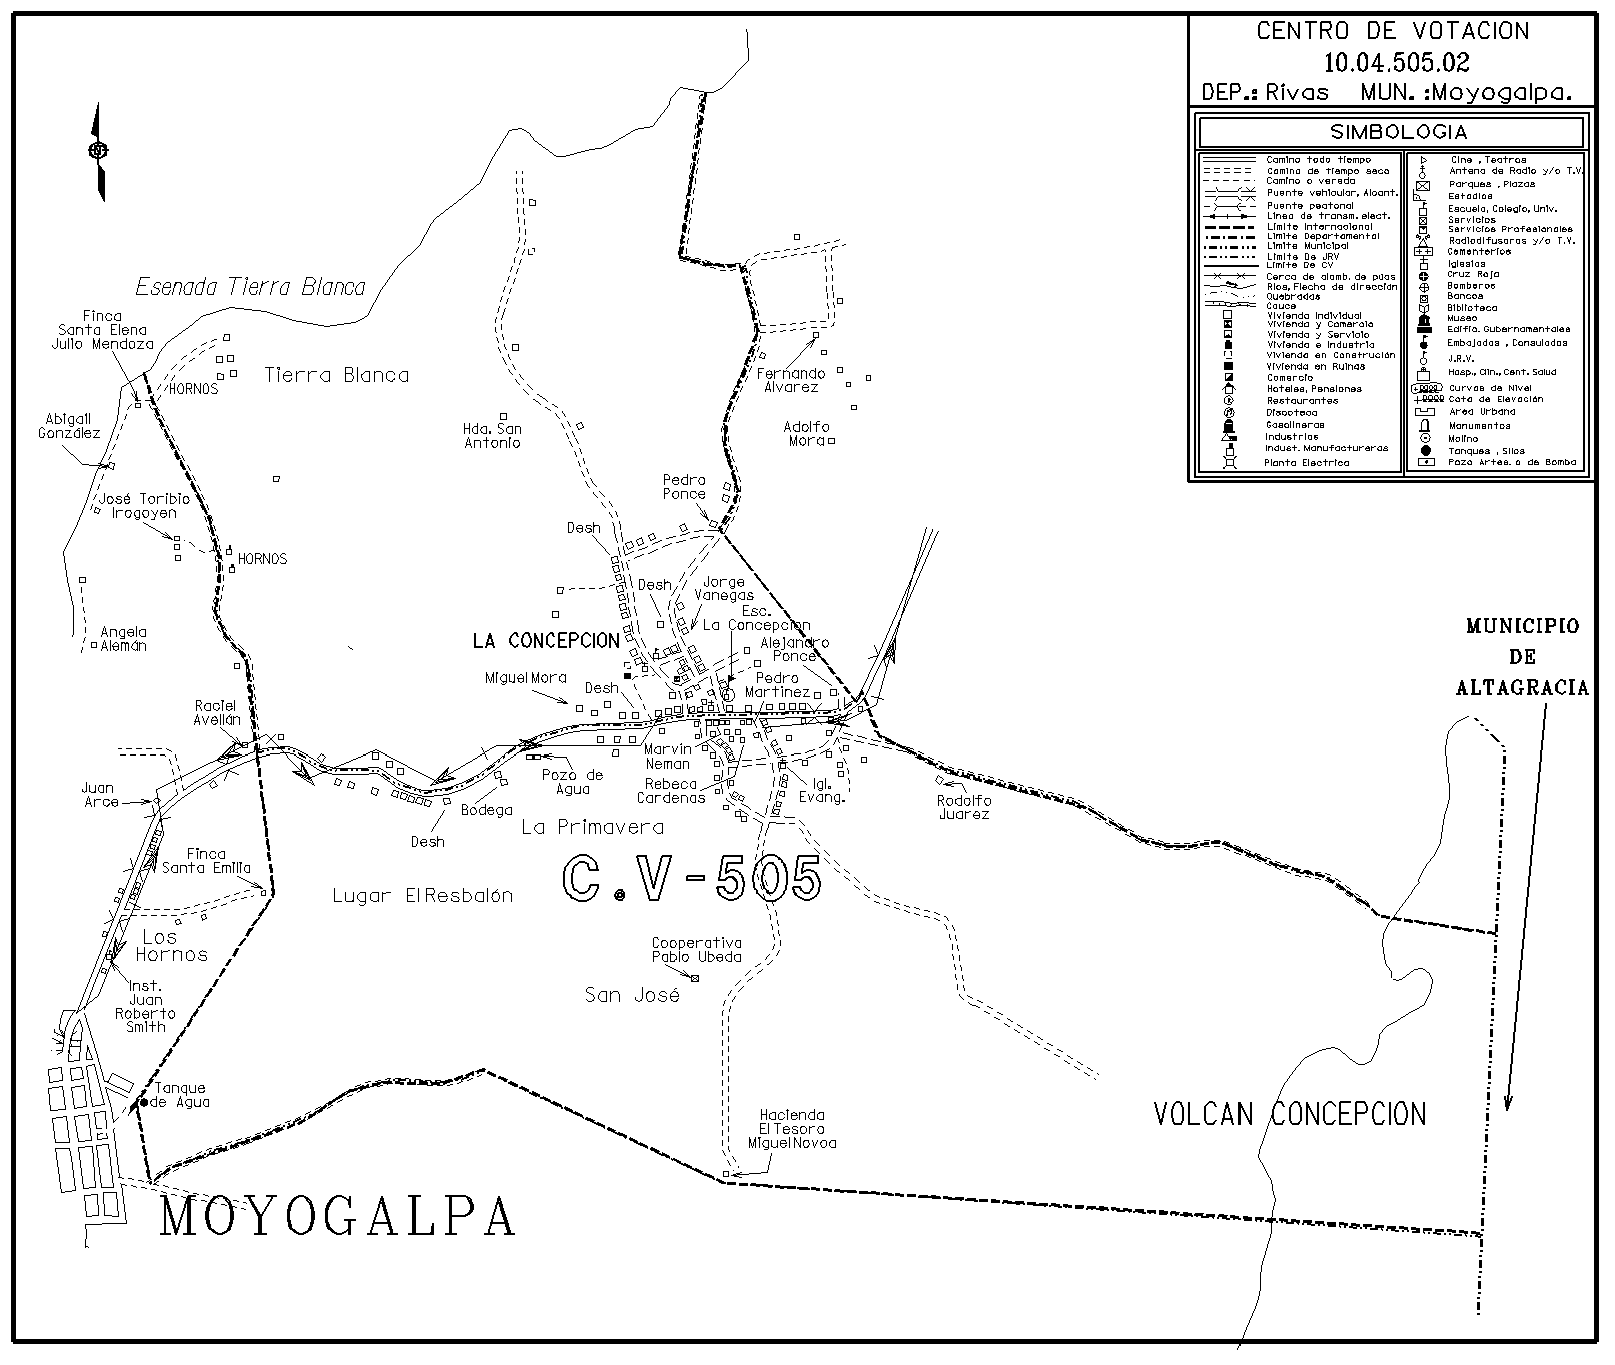 CENTRO DE VOTACION
10.04.505.02
DEP.: Rivas MUN. :Moyogalpa.
SIMBOLOGIA
Camino todo tiempo
Camino de tiempo seco
Camino o vereda
Puente vehicular, Alcant.
Puente peatonal
Linea de transm. elect.
Limite Internacional
Limite Departamental
Limite Municipal
Limite De JRV
Limite De CV
Cerca de alamb. de púas
Rios, Flecha de dirección
Quebradas
Cauce
Vivienda Individual
Vivienda y Comercio
Vivienda y Servicio
Vivienda e Industria
Vivienda en Construción
Vivienda en Ruinas
Comercio
Hoteles, Pensiones
Restaurantes
Discoteca
Gasolineras
Industrias
Indust. Manufactureras
Planta Electrica
Cine , Teatros
Antena de Radio y/o T.V.
Parques , Plazas
Estadios
Escuela, Colegio, Univ.
Servicios
Servicios Profesionales
Radiodifusoras y/o T.V.
Cementerios
Iglesias
Cruz Roja
Bomberos
Bancos
Biblioteca
Museo
Edific. Gubernamentales
Embajadas , Consulados
J.R.V.
Hosp., Clin., Cent. Salud
Curvas de Nivel
Cota de Elevación
Area Urbana
Monumentos
Molino
Tanques , Silos
Pozo Artes. o de Bomba
Esenada Tierra Blanca
Finca
Santa Elena
Julio Mendoza
HORNOS
Tierra Blanca
Abigail
González
José Toribio
Irogoyen
HORNOS
Angela
Alemán
Hda. San
Antonio
Fernando
Alvarez
Adolfo
Mora
Pedro
Ponce
Desh
Desh
Jorge
Vanegas
Esc.
La Concepcion
LA CONCEPCION
Alejandro
Ponce
Miguel Mora
Desh
Pedro
Martinez
MUNICIPIO
DE
ALTAGRACIA
Raciel
Avellán
Juan
Arce
Marvin
Neman
Pozo de
Agua
Rebeca
Cardenas
Igl.
Evang.
Bodega
Desh
La Primavera
Rodolfo
Juarez
Finca
Santa Emilia
C.V-505
Lugar El Resbalón
Los
Hornos
Cooperativa
Pablo Ubeda
San José
Inst.
Juan
Roberto
Smith
Tanque
de Agua
Hacienda
El Tesoro
Miguel Novoa
VOLCAN CONCEPCION
MOYOGALPA